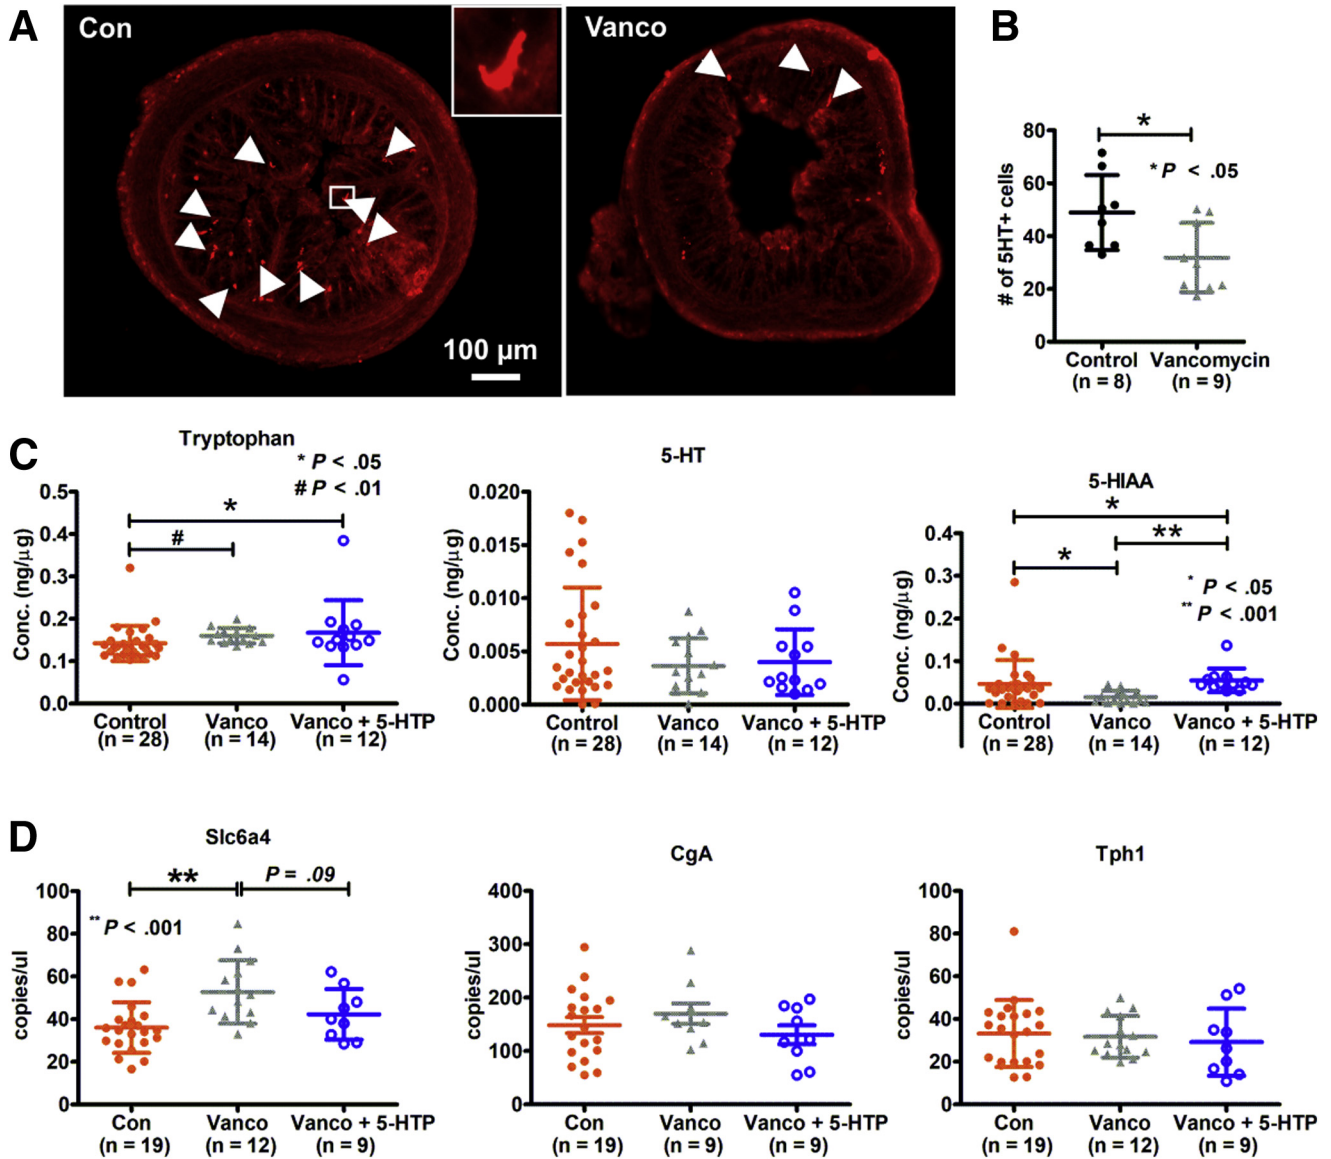 A
Con
Vanco
100 µm
B
# of 5HT+ cells
80
60
40
20
0
*
* P < .05
Control
(n = 8)
Vancomycin
(n = 9)
C
Tryptophan
* P < .05
# P < .01
*
#
Conc. (ng/µg)
0.5
0.4
0.3
0.2
0.1
0.0
Control
(n = 28)
Vanco
(n = 14)
Vanco + 5-HTP
(n = 12)
5-HT
Conc. (ng/µg)
0.020
0.015
0.010
0.005
0.000
Control
(n = 28)
Vanco
(n = 14)
Vanco + 5-HTP
(n = 12)
5-HIAA
*
**
*
* P < .05
** P < .001
Conc. (ng/µg)
0.4
0.3
0.2
0.1
0.0
Control
(n = 28)
Vanco
(n = 14)
Vanco + 5-HTP
(n = 12)
D
Slc6a4
**
P = .09
** P < .001
copies/ul
100
80
60
40
20
0
Con
(n = 19)
Vanco
(n = 12)
Vanco + 5-HTP
(n = 9)
CgA
copies/ul
400
300
200
100
0
Con
(n = 19)
Vanco
(n = 9)
Vanco + 5-HTP
(n = 9)
Tph1
copies/ul
100
80
60
40
20
0
Con
(n = 19)
Vanco
(n = 12)
Vanco + 5-HTP
(n = 9)